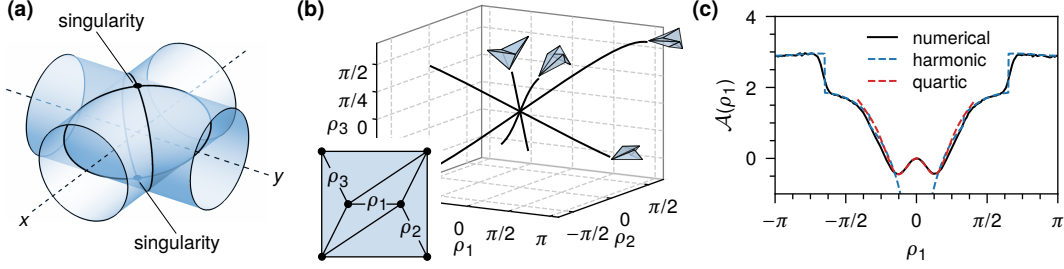 (a)
singularity
x
y
singularity
(b)
π/2
π/4
ρ3 0
ρ3
ρ1
ρ2
0 π/2 π
ρ1
−π/2 0 π/2
ρ2
(c)
numerical
harmonic
quartic
𝒜(ρ1)
4
2
0
−π −π/2 0 π/2 π
ρ1